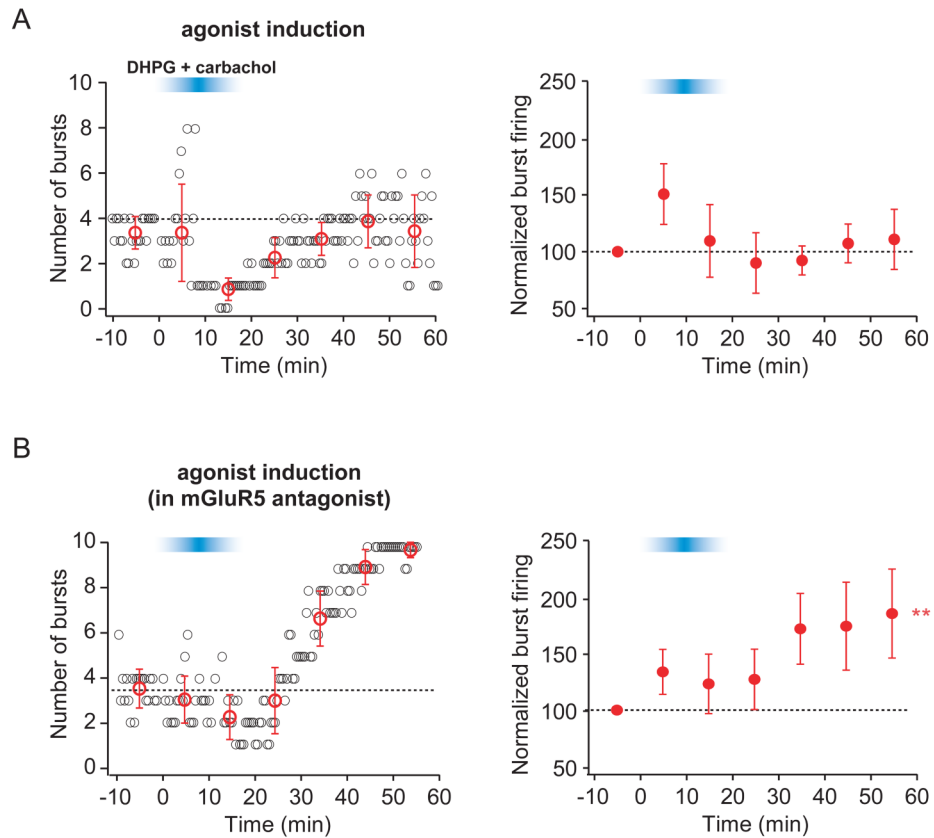 A
agonist induction
DHPG + carbachol
Number of bursts
10
8
6
4
2
0
-10 0 10 20 30 40 50 60
Time (min)
Normalized burst firing
250
200
150
100
50
-10 0 10 20 30 40 50 60
Time (min)
B
agonist induction
(in mGluR5 antagonist)
Number of bursts
10
8
6
4
2
0
-10 0 10 20 30 40 50 60
Time (min)
Normalized burst firing
250
200
150
100
50
**
-10 0 10 20 30 40 50 60
Time (min)